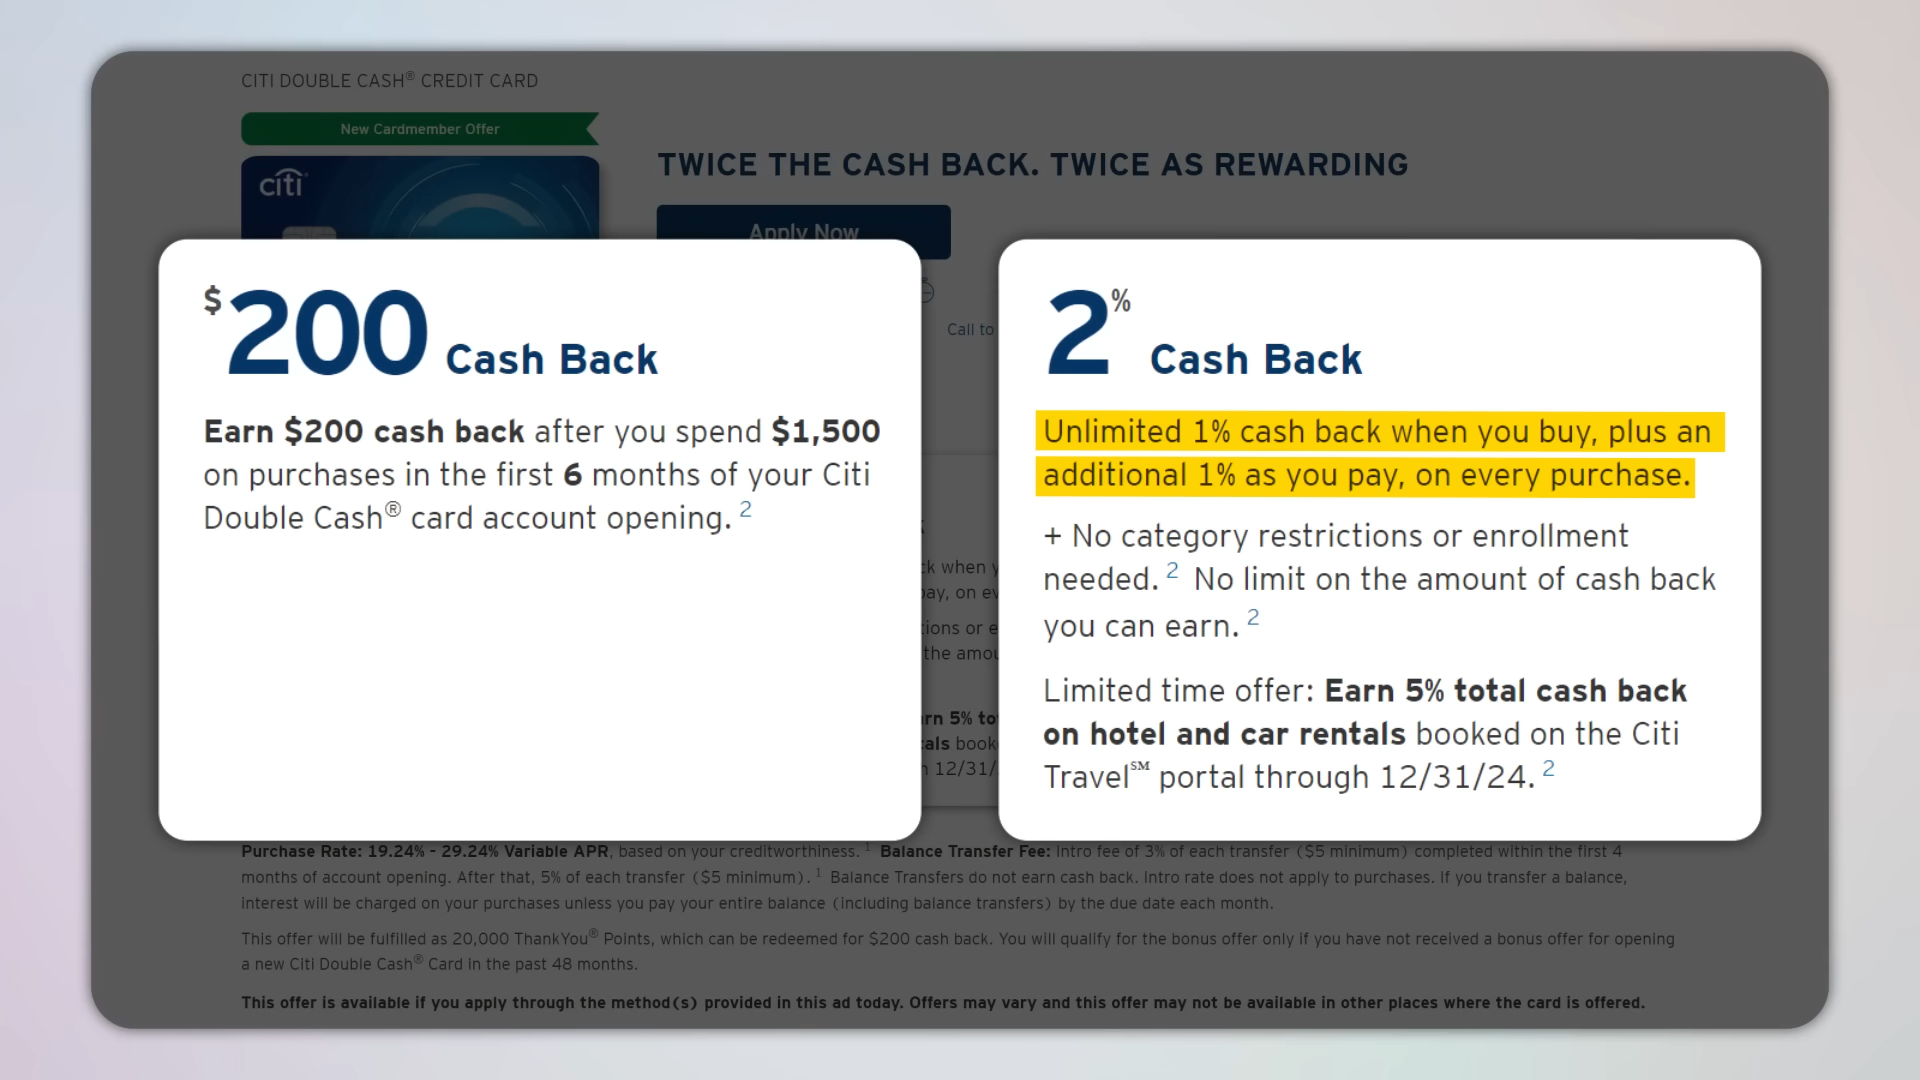 CITI DOUBLE CASH® CREDIT CARD
New Cardmember Offer
citi
TWICE THE CASH BACK. TWICE AS REWARDING
Apply Now
Call to
$200 Cash Back
Earn $200 cash back after you spend $1,500
on purchases in the first 6 months of your Citi
Double Cash® card account opening. 2
2% Cash Back
Unlimited 1% cash back when you buy, plus an
additional 1% as you pay, on every purchase.
+ No category restrictions or enrollment
needed. 2 No limit on the amount of cash back
you can earn. 2
Limited time offer: Earn 5% total cash back
on hotel and car rentals booked on the Citi
Travel℠ portal through 12/31/24. 2
when
on
or
the
5%
12/31/
Purchase Rate: 19.24% - 29.24% Variable APR, based on your creditworthiness. 1 Balance Transfer Fee: Intro fee of 3% of each transfer ($5 minimum) completed within the first 4
months of account opening. After that, 5% of each transfer ($5 minimum). 1 Balance Transfers do not earn cash back. Intro rate does not apply to purchases. If you transfer a balance,
interest will be charged on your purchases unless you pay your entire balance (including balance transfers) by the due date each month.
This offer will be fulfilled as 20,000 ThankYou® Points, which can be redeemed for $200 cash back. You will qualify for the bonus offer only if you have not received a bonus offer for opening
a new Citi Double Cash® Card in the past 48 months.
This offer is available if you apply through the method(s) provided in this ad today. Offers may vary and this offer may not be available in other places where the card is offered.